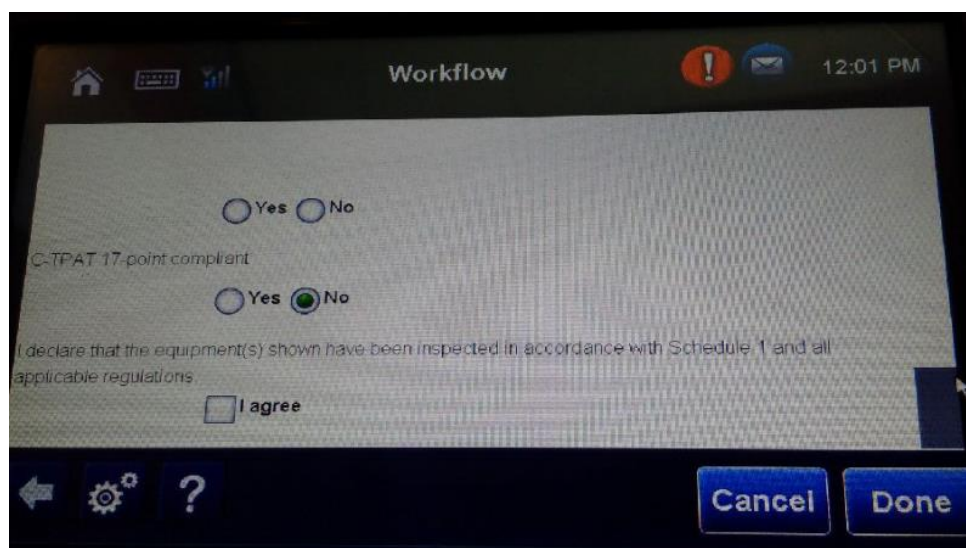 Workflow
12:01 PM
Yes No
C-TPAT 17-point compliant
Yes No
I declare that the equipment(s) shown have been inspected in accordance with Schedule 1 and all
applicable regulations.
I agree
?
Cancel Done